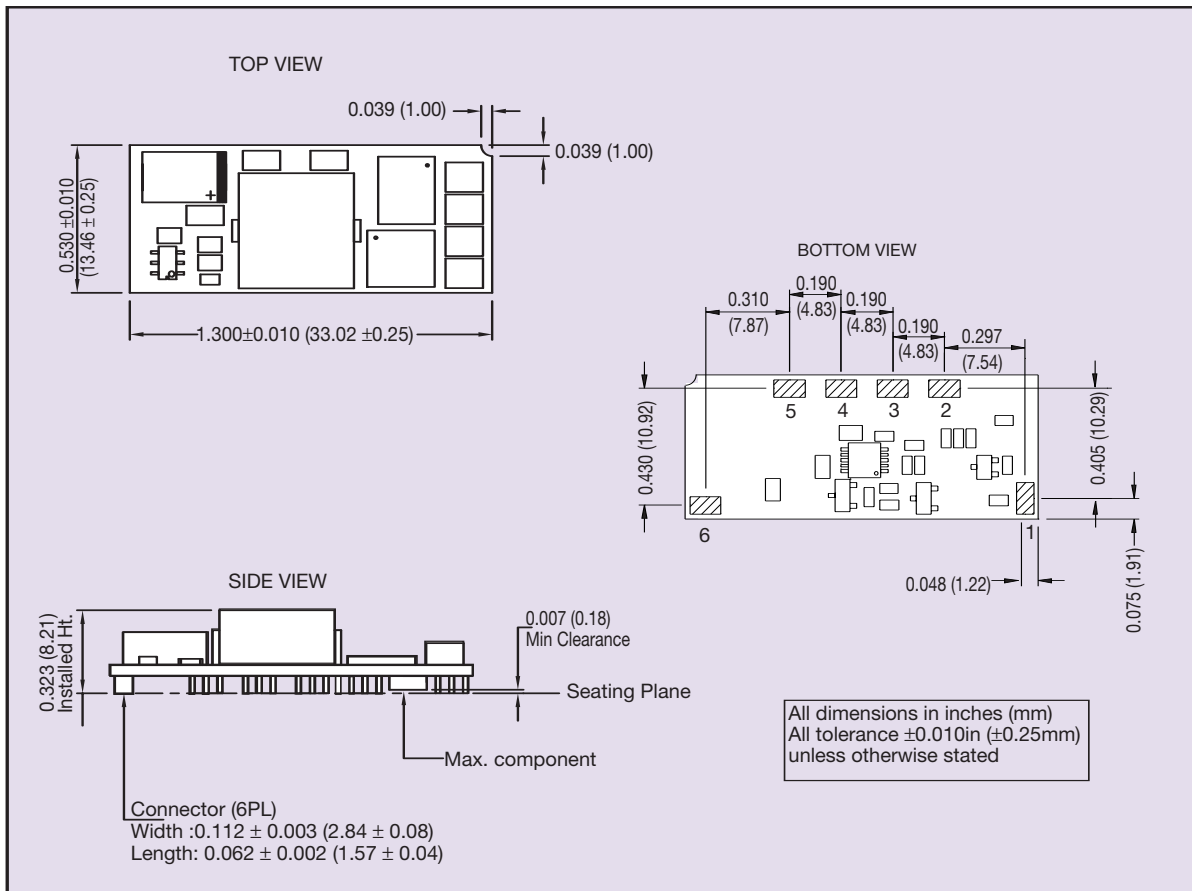 TOP VIEW
0.039 (1.00)
0.039 (1.00)
0.530 ±0.010
(13.46 ± 0.25)
+
1.300±0.010 (33.02 ±0.25)
BOTTOM VIEW
0.310
(7.87)
0.190
(4.83)
0.190
(4.83)
0.190
(4.83)
0.297
(7.54)
5
4
3
2
0.430 (10.92)
0.405 (10.29)
6
1
0.048 (1.22)
0.075 (1.91)
SIDE VIEW
0.323 (8.21)
Installed Ht.
0.007 (0.18)
Min Clearance
Seating Plane
Max. component
Connector (6PL)
Width :0.112 ± 0.003 (2.84 ± 0.08)
Length: 0.062 ± 0.002 (1.57 ± 0.04)
All dimensions in inches (mm)
All tolerance ±0.010in (±0.25mm)
unless otherwise stated